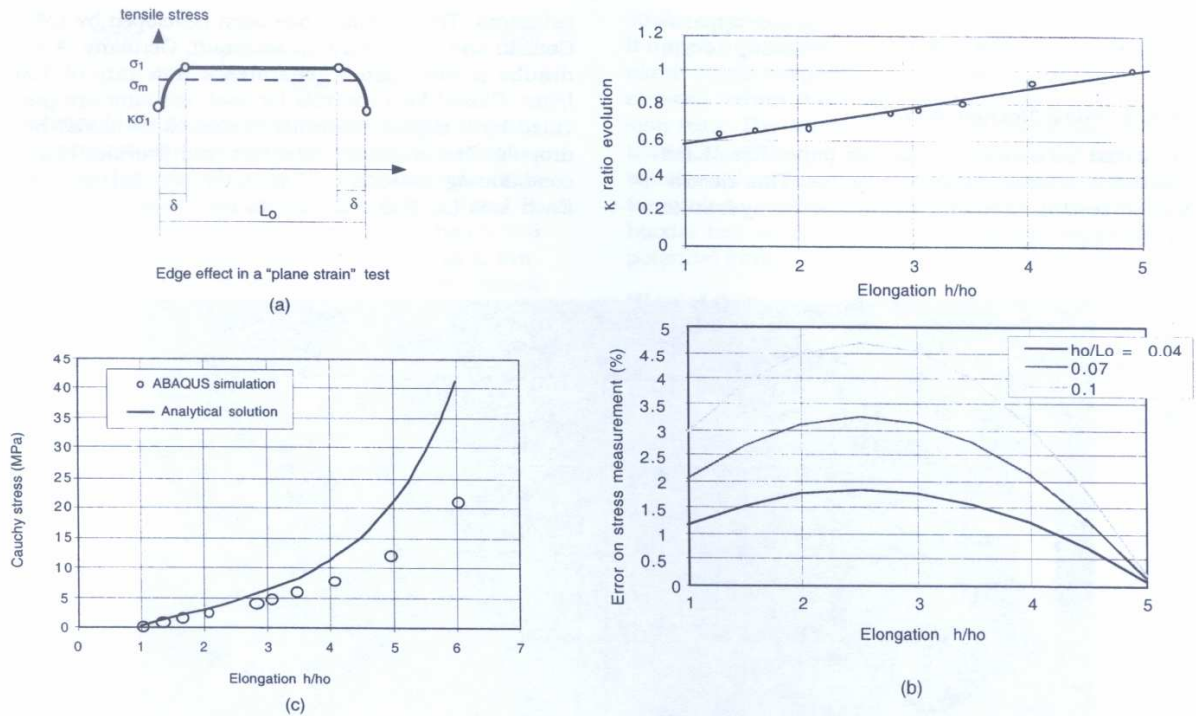 tensile stress
σ1
σm
κσ1
δ
L₀
δ
Edge effect in a "plane strain" test
(a)
κ ratio evolution
1.2
1
0.8
0.6
0.4
0.2
0
1
2
3
4
5
Elongation h/ho
Cauchy stress (MPa)
45
40
35
30
25
20
15
10
5
0
ABAQUS simulation
Analytical solution
0
1
2
3
4
5
6
7
Elongation h/ho
(c)
Error on stress measurement (%)
5
4.5
4
3.5
3
2.5
2
1.5
1
0.5
0
ho/Lo = 0.04
0.07
0.1
1
2
3
4
5
Elongation h/ho
(b)